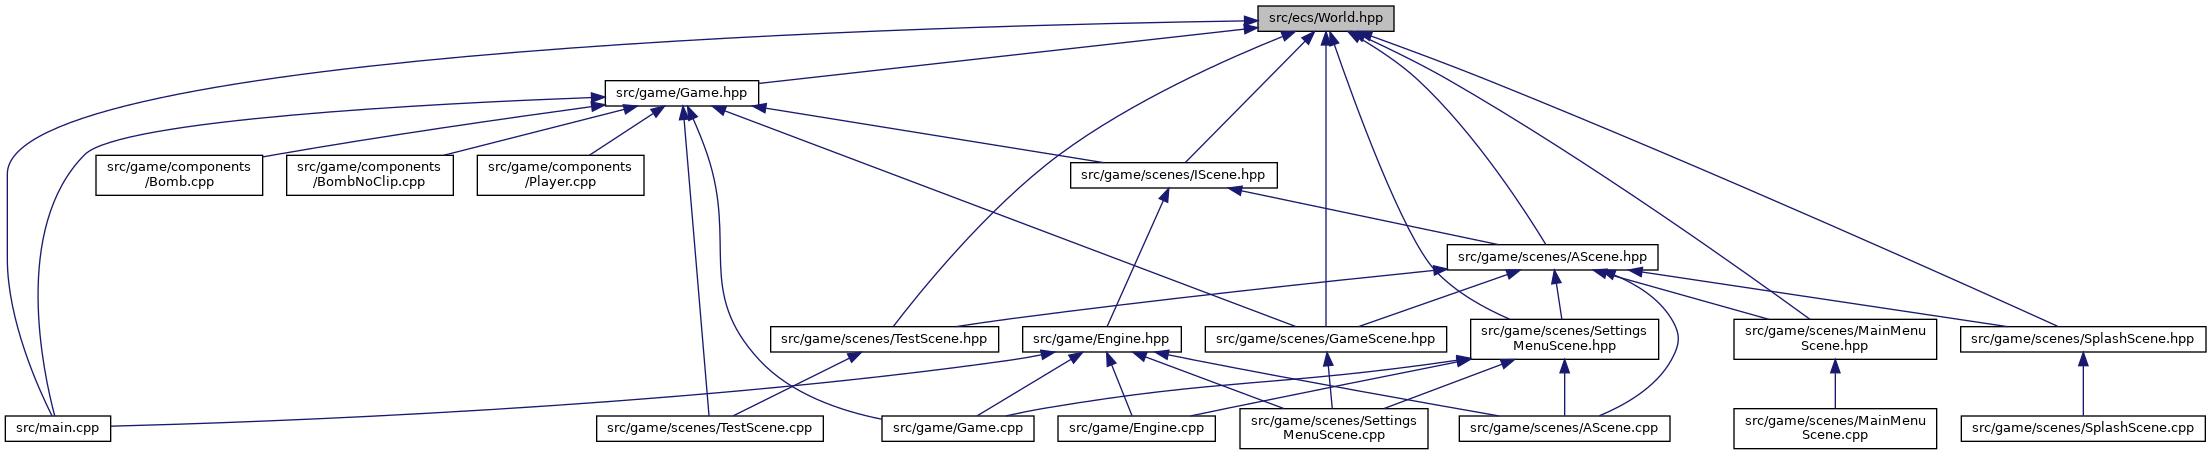 src/ecs/World.hpp
src/game/Game.hpp
src/game/components
/Bomb.cpp
src/game/components
/BombNoClip.cpp
src/game/components
/Player.cpp
src/game/scenes/IScene.hpp
src/game/scenes/AScene.hpp
src/game/scenes/TestScene.hpp
src/game/Engine.hpp
src/game/scenes/GameScene.hpp
src/game/scenes/Settings
MenuScene.hpp
src/game/scenes/MainMenu
Scene.hpp
src/game/scenes/SplashScene.hpp
src/main.cpp
src/game/scenes/TestScene.cpp
src/game/Game.cpp
src/game/Engine.cpp
src/game/scenes/Settings
MenuScene.cpp
src/game/scenes/AScene.cpp
src/game/scenes/MainMenu
Scene.cpp
src/game/scenes/SplashScene.cpp